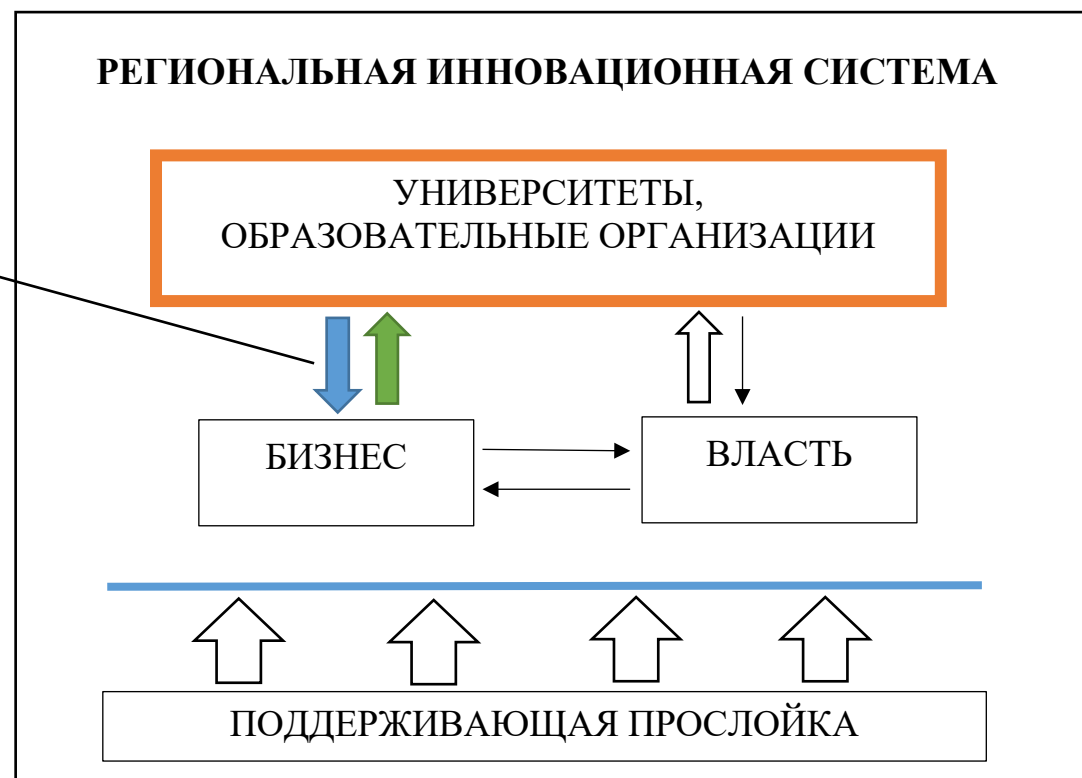 РЕГИОНАЛЬНАЯ ИННОВАЦИОННАЯ СИСТЕМА
УНИВЕРСИТЕТЫ,
ОБРАЗОВАТЕЛЬНЫЕ ОРГАНИЗАЦИИ
БИЗНЕС
ВЛАСТЬ
ПОДДЕРЖИВАЮЩАЯ ПРОСЛОЙКА